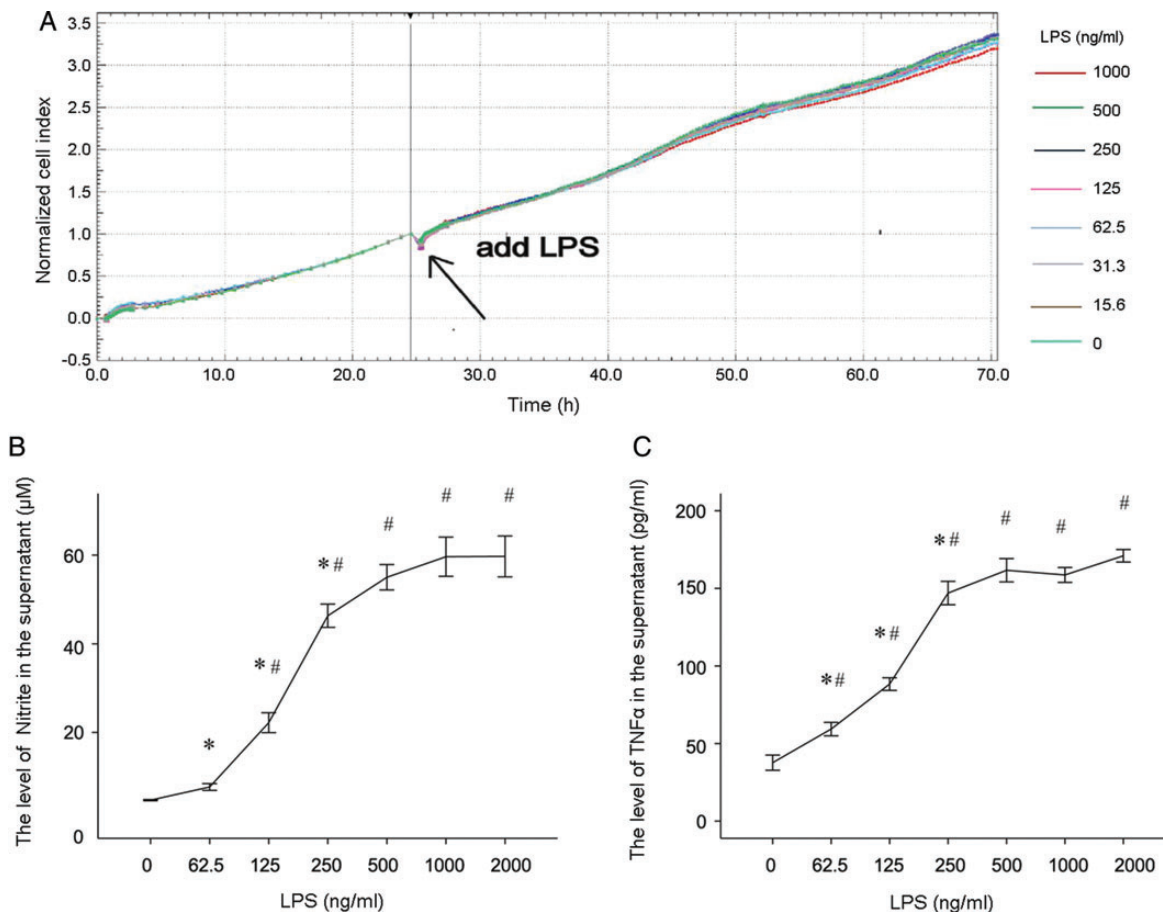 A
3.5
3.0
2.5
2.0
1.5
1.0
0.5
0.0
-0.5
Normalized cell index
0.0 10.0 20.0 30.0 40.0 50.0 60.0 70.0
Time (h)
add LPS
LPS (ng/ml)
1000
500
250
125
62.5
31.3
15.6
0
B
The level of Nitrite in the supernatant (μM)
60
40
20
0
*
*#
*#
#
#
#
0 62.5 125 250 500 1000 2000
LPS (ng/ml)
C
The level of TNFα in the supernatant (pg/ml)
200
150
100
50
0
*#
*#
*#
#
#
#
0 62.5 125 250 500 1000 2000
LPS (ng/ml)